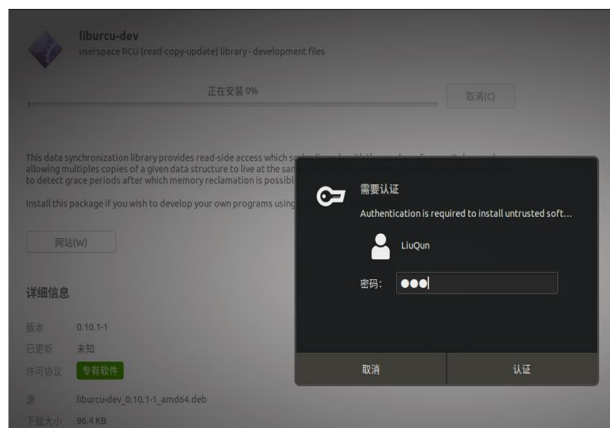 liburcu-dev
userspace RCU (read-copy-update) library - development files
正在安装 0%
取消(C)
This data synchronization library provides read-side access which
allowing multiples copies of a given data structure to live at the
to detect grace periods after which memory reclamation is
Install this package if you wish to develop your own programs using
网站(W)
需要认证
Authentication is required to install untrusted soft...
LiuQun
密码:
取消
认证
详细信息
版本 0.10.1-1
已更新 未知
许可协议 专有软件
源 liburcu-dev_0.10.1-1_amd64.deb
下载大小 96.4 KB